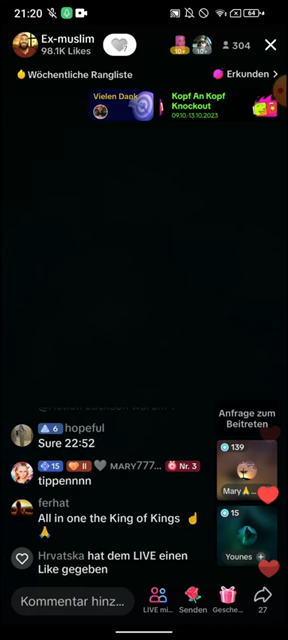 21:20
64
Ex-muslim
98.1K Likes
10+
10+
304
Wöchentliche Rangliste
Erkunden >
Vielen Dank
Kopf An Kopf
Knockout
09.10.-13.10.2023
Anfrage zum
Beitreten
6 hopeful
Sure 22:52
139
15 II MARY777... Nr. 3
tippennnn
Mary🙏...
ferhat
All in one the King of Kings ☝️
🙏
15
Younes +
Hrvatska hat dem LIVE einen
Like gegeben
Kommentar hinz...
LIVE mi...
Senden
Gesche...
27